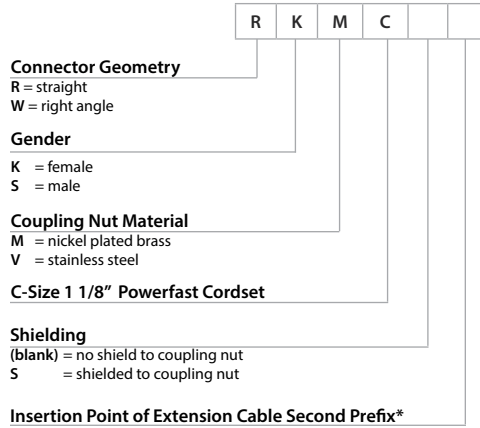 R K M C
Connector Geometry
R = straight
W = right angle
Gender
K = female
S = male
Coupling Nut Material
M = nickel plated brass
V = stainless steel
C-Size 1 1/8” Powerfast Cordset
Shielding
(blank) = no shield to coupling nut
S = shielded to coupling nut
Insertion Point of Extension Cable Second Prefix*